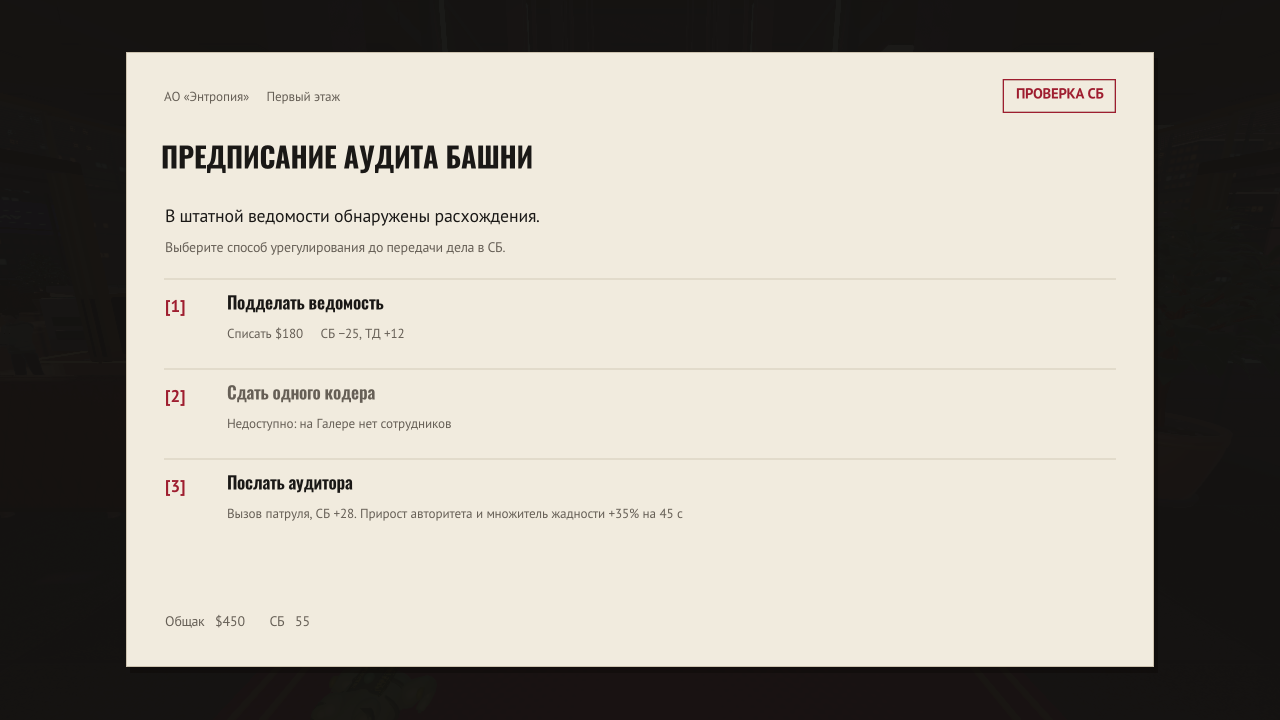 АО «Энтропия» Первый этаж
ПРОВЕРКА СБ
ПРЕДПИСАНИЕ АУДИТА БАШНИ
В штатной ведомости обнаружены расхождения.
Выберите способ урегулирования до передачи дела в СБ.
[1] Подделать ведомость
Списать $180 СБ −25, ТД +12
[2] Сдать одного кодера
Недоступно: на Галере нет сотрудников
[3] Послать аудитора
Вызов патруля, СБ +28. Прирост авторитета и множитель жадности +35% на 45 с
Общак $450 СБ 55